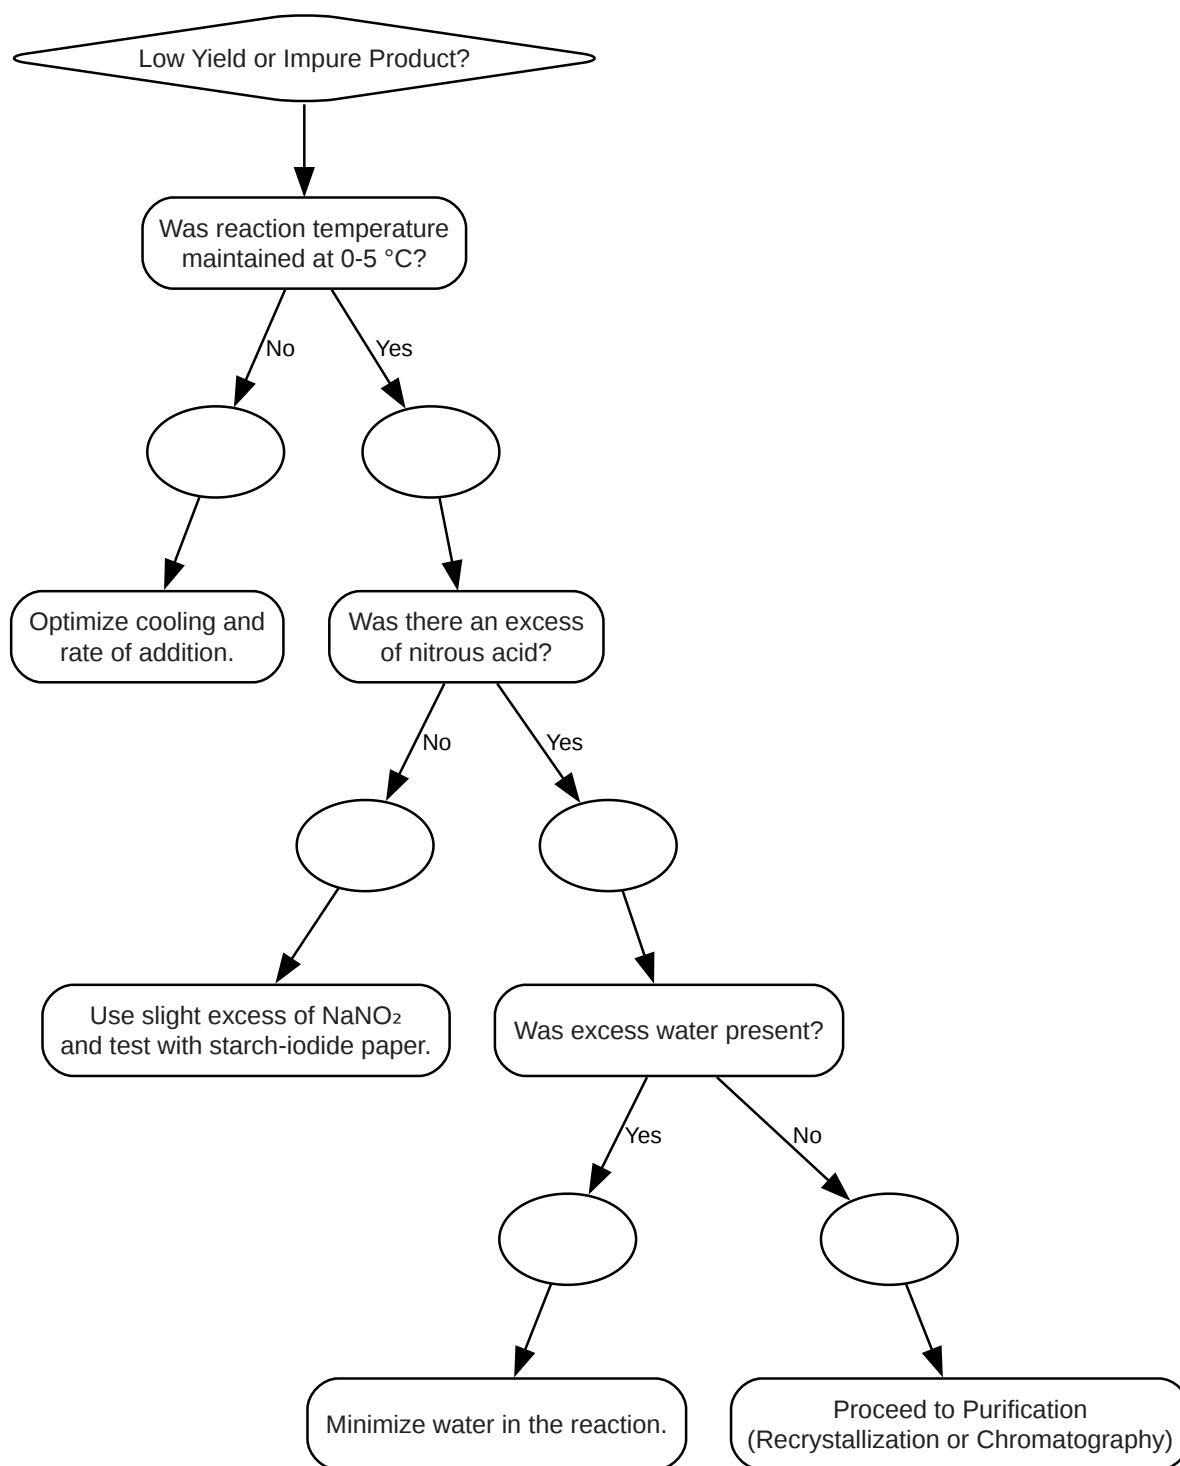 Low Yield or Impure Product?
Was reaction temperature
maintained at 0-5 °C?
No
Yes
Optimize cooling and
rate of addition.
Was there an excess
of nitrous acid?
No
Yes
Use slight excess of NaNO₂
and test with starch-iodide paper.
Was excess water present?
Yes
No
Minimize water in the reaction.
Proceed to Purification
(Recrystallization or Chromatography)